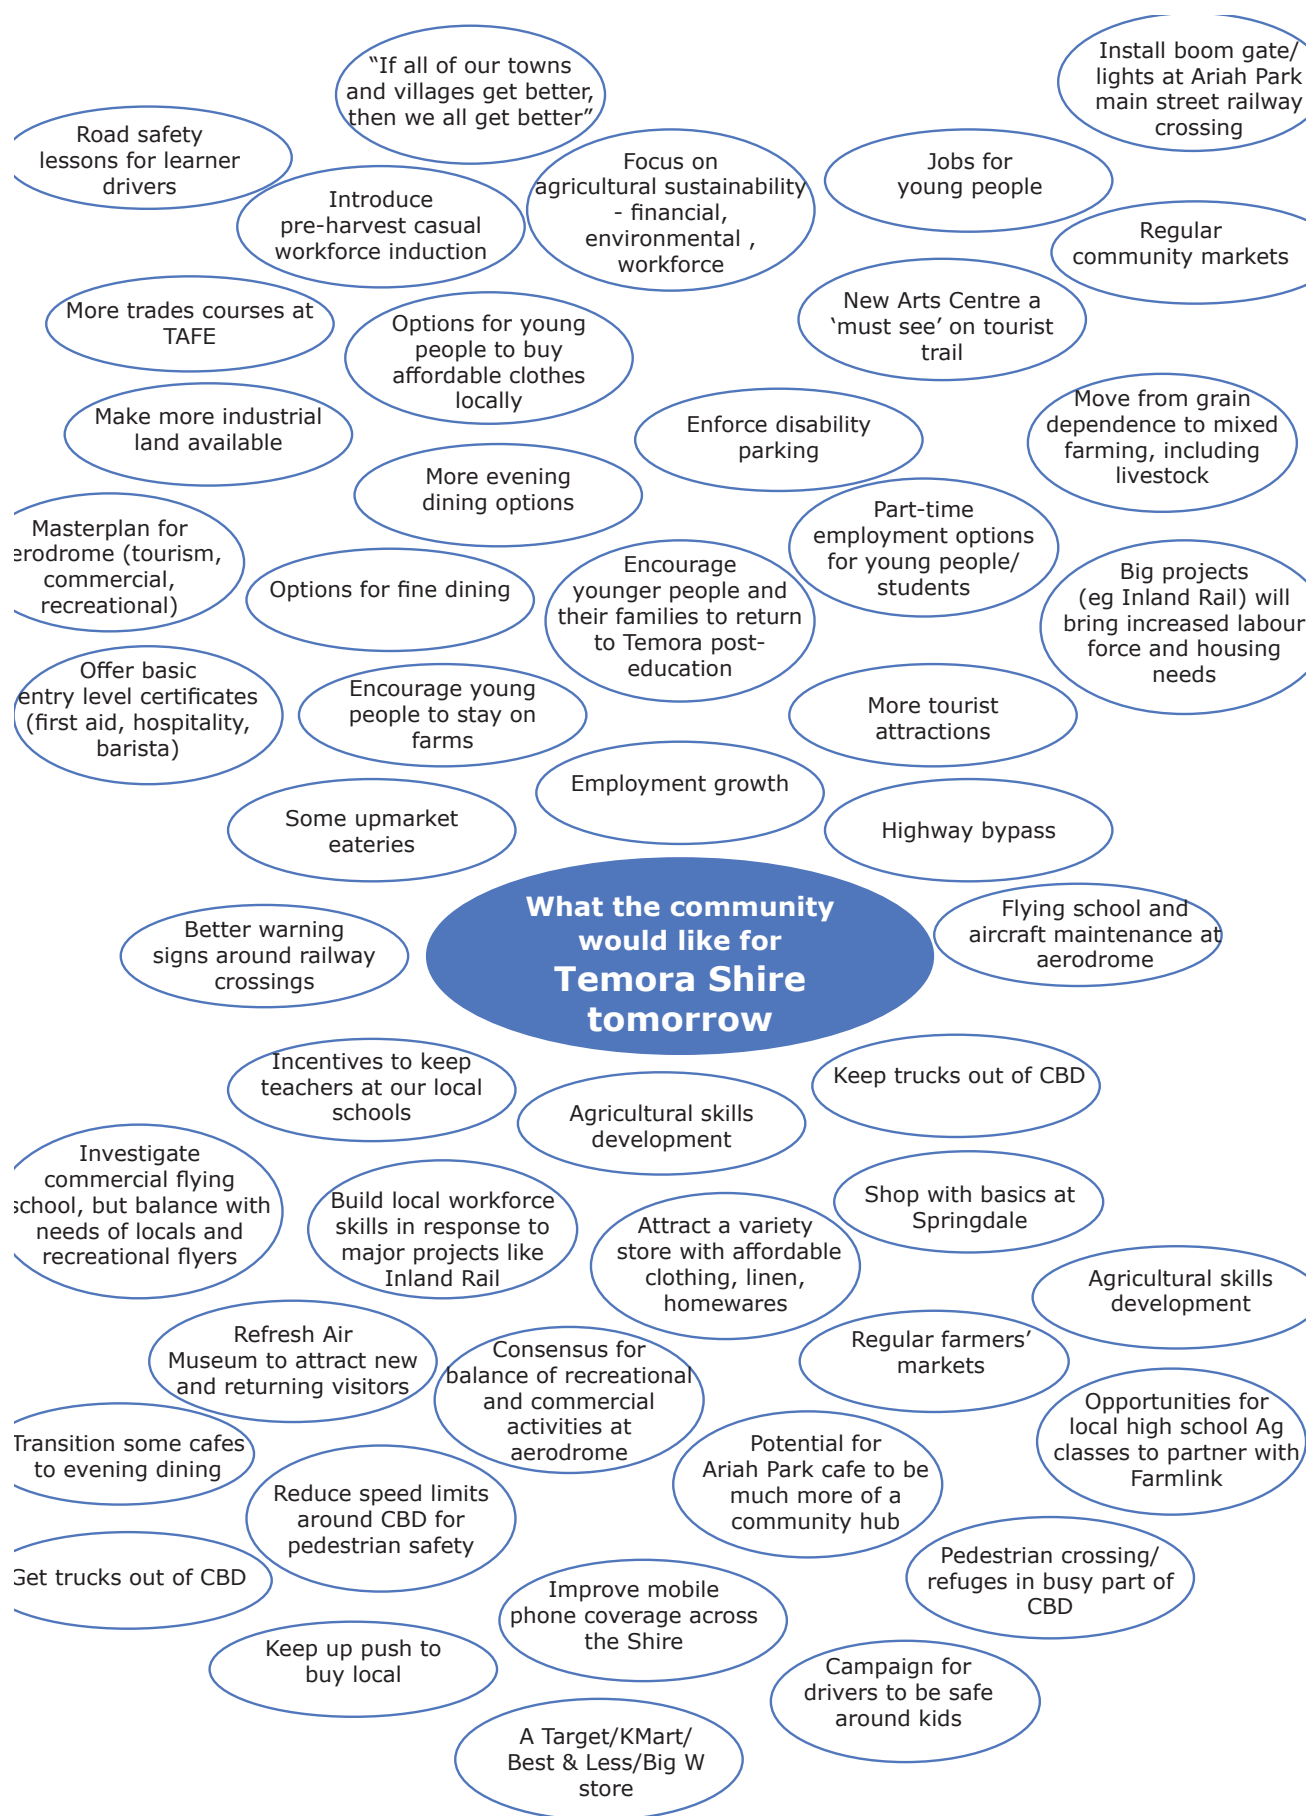 “If all of our towns
and villages get better,
then we all get better”
Install boom gate/
lights at Ariah Park
main street railway
crossing
Road safety
lessons for learner
drivers
Focus on
agricultural sustainability
- financial,
environmental ,
workforce
Jobs for
young people
Introduce
pre-harvest casual
workforce induction
Regular
community markets
More trades courses at
TAFE
Options for young
people to buy
affordable clothes
locally
New Arts Centre a
‘must see’ on tourist
trail
Make more industrial
land available
Enforce disability
parking
Move from grain
dependence to mixed
farming, including
livestock
More evening
dining options
Part-time
employment options
for young people/
students
Masterplan for
erodrome (tourism,
commercial,
recreational)
Options for fine dining
Encourage
younger people and
their families to return
to Temora post-
education
Big projects
(eg Inland Rail) will
bring increased labour
force and housing
needs
Offer basic
entry level certificates
(first aid, hospitality,
barista)
Encourage young
people to stay on
farms
More tourist
attractions
Employment growth
Some upmarket
eateries
Highway bypass
What the community
would like for
Temora Shire
tomorrow
Better warning
signs around railway
crossings
Flying school and
aircraft maintenance at
aerodrome
Incentives to keep
teachers at our local
schools
Keep trucks out of CBD
Agricultural skills
development
Investigate
commercial flying
school, but balance with
needs of locals and
recreational flyers
Build local workforce
skills in response to
major projects like
Inland Rail
Attract a variety
store with affordable
clothing, linen,
homewares
Shop with basics at
Springdale
Agricultural skills
development
Refresh Air
Museum to attract new
and returning visitors
Consensus for
balance of recreational
and commercial
activities at
aerodrome
Regular farmers’
markets
Opportunities for
local high school Ag
classes to partner with
Farmlink
Transition some cafes
to evening dining
Potential for
Ariah Park cafe to be
much more of a
community hub
Reduce speed limits
around CBD for
pedestrian safety
Get trucks out of CBD
Pedestrian crossing/
refuges in busy part of
CBD
Improve mobile
phone coverage across
the Shire
Keep up push to
buy local
Campaign for
drivers to be safe
around kids
A Target/KMart/
Best & Less/Big W
store